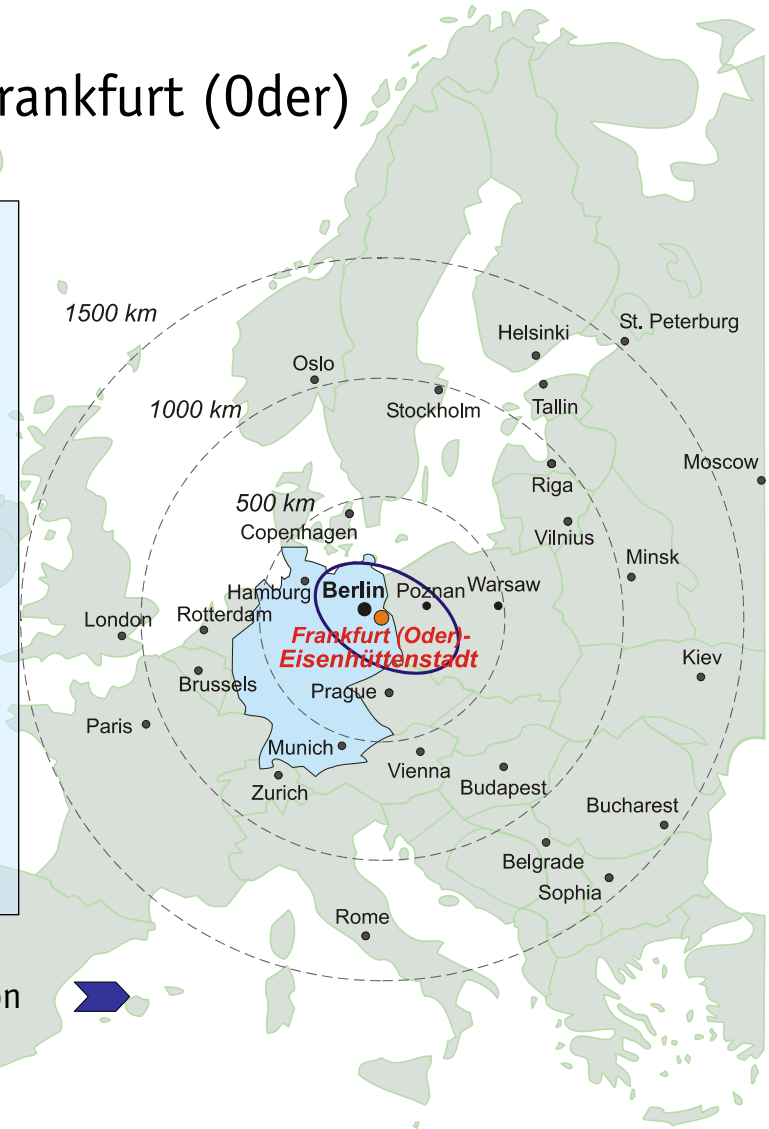 rankfurt (Oder)
1500 km
St. Peterburg
Helsinki
Oslo
1000 km
Stockholm
Tallin
Moscow
Riga
500 km
Copenhagen
Vilnius
Minsk
Hamburg
Berlin
Poznan
Warsaw
London
Rotterdam
Frankfurt (Oder)-
Eisenhüttenstadt
Kiev
Brussels
Prague
Paris
Munich
Vienna
Zurich
Budapest
Bucharest
Belgrade
Sophia
Rome
on